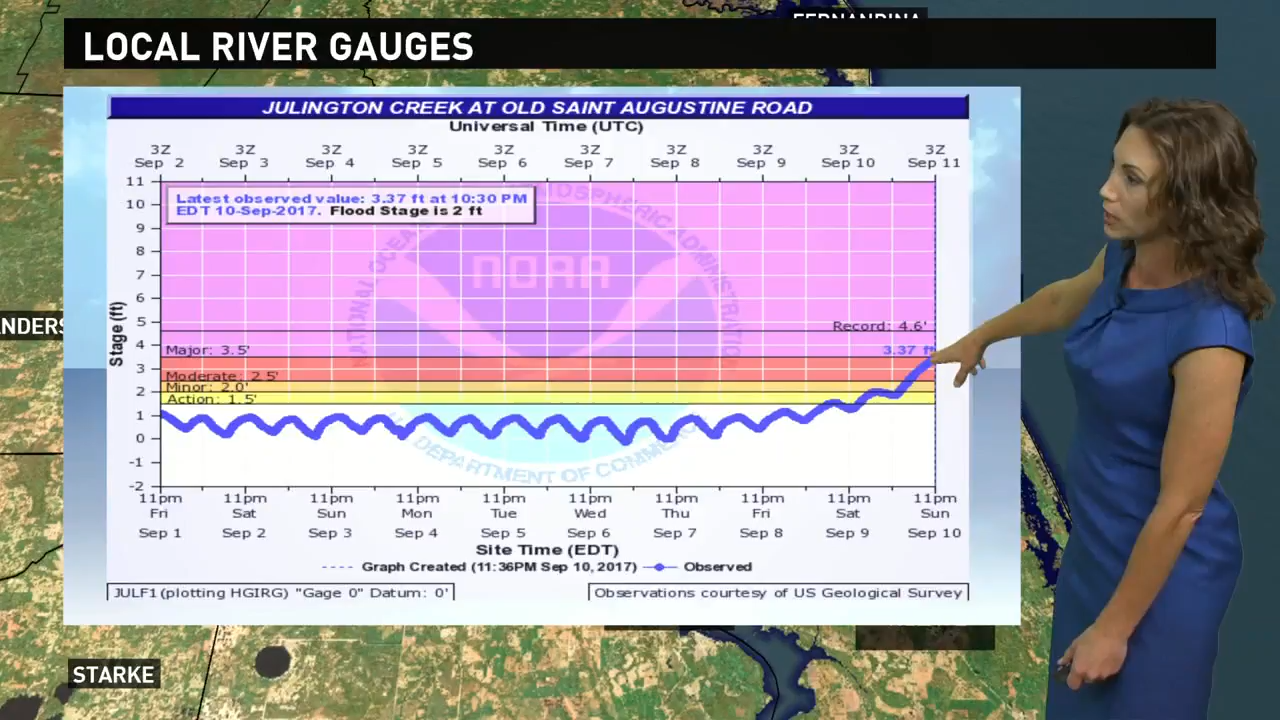 FERNANDINA
LOCAL RIVER GAUGES
JULINGTON CREEK AT OLD SAINT AUGUSTINE ROAD
Universal Time (UTC)
3Z 3Z 3Z 3Z 3Z 3Z 3Z 3Z 3Z 3Z
Sep 2 Sep 3 Sep 4 Sep 5 Sep 6 Sep 7 Sep 8 Sep 9 Sep 10 Sep 11
11
10
9
8
7
6
5
4
3
2
1
0
-1
-2
Stage (ft)
Latest observed value: 3.37 ft at 10:30 PM
EDT 10-Sep-2017. Flood Stage is 2 ft
NOAA
Record: 4.6'
3.37 ft
Major: 3.5'
Moderate: 2.5'
Minor: 2.0'
Action: 1.5'
DEPARTMENT OF COMMERC
11pm 11pm 11pm 11pm 11pm 11pm 11pm 11pm 11pm 11pm
Fri Sat Sun Mon Tue Wed Thu Fri Sat Sun
Sep 1 Sep 2 Sep 3 Sep 4 Sep 5 Sep 6 Sep 7 Sep 8 Sep 9 Sep 10
Site Time (EDT)
Graph Created (11:36PM Sep 10, 2017) Observed
JULF1(plotting HGIRG) "Gage 0" Datum: 0'
Observations courtesy of US Geological Survey
NDERS
STARKE